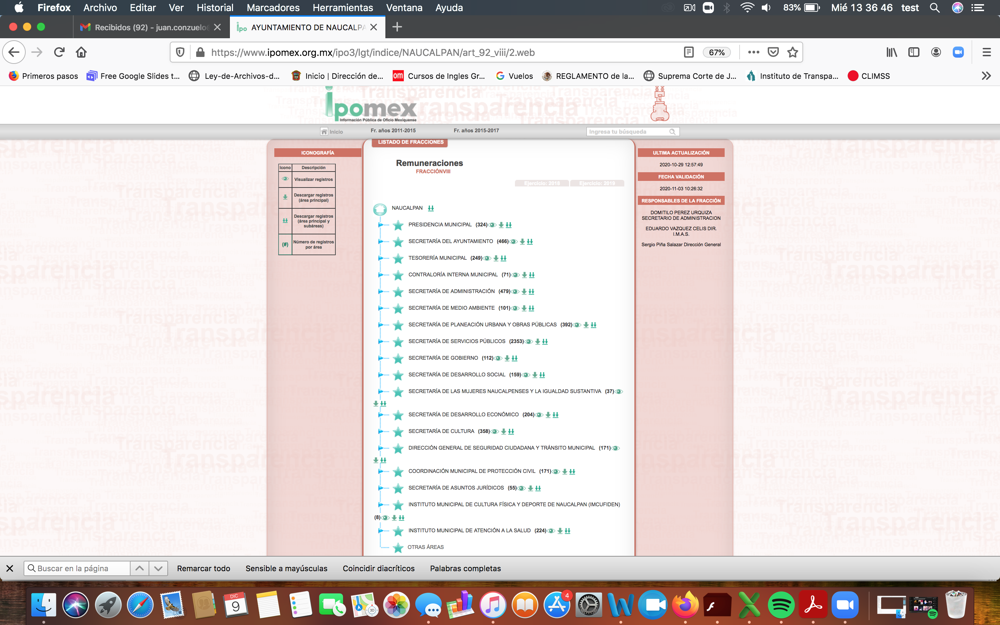 Firefox Archivo Editar Ver Historial Marcadores Herramientas Ventana Ayuda 83% Mié 13 36 46 test
Recibidos (92) - juan.conzuelo
ipo AYUNTAMIENTO DE NAUCALPA
https://www.ipomex.org.mx/ipo3/lgt/indice/NAUCALPAN/art_92_viii/2.web 67%
Primeros pasos Free Google Slides t... Ley-de-Archivos-d... Inicio | Dirección de... om Cursos de Ingles Gr... Vuelos REGLAMENTO de la... Suprema Corte de J... Instituto de Transpa... CLIMSS
Transparencia
ipomex
Información Pública de Oficio Mexiquense
Inicio Fr. años 2011-2015 Fr. años 2015-2017 Ingresa tu búsqueda
ICONOGRAFÍA
Icono Descripción
Visualizar registros
Descargar registros
(área principal)
Descargar registros
(área principal y
subáreas)
(#) Número de registros
por área
LISTADO DE FRACCIONES
Remuneraciones
FRACCIÓNVIII
Ejercicio: 2018 Ejercicio: 2019
NAUCALPAN
PRESIDENCIA MUNICIPAL (324)
SECRETARÍA DEL AYUNTAMIENTO (466)
TESORERÍA MUNICIPAL (249)
CONTRALORÍA INTERNA MUNICIPAL (71)
SECRETARÍA DE ADMINISTRACIÓN (479)
SECRETARÍA DE MEDIO AMBIENTE (101)
SECRETARÍA DE PLANEACIÓN URBANA Y OBRAS PÚBLICAS (392)
SECRETARÍA DE SERVICIOS PÚBLICOS (2353)
SECRETARÍA DE GOBIERNO (112)
SECRETARÍA DE DESARROLLO SOCIAL (159)
SECRETARÍA DE LAS MUJERES NAUCALPENSES Y LA IGUALDAD SUSTANTIVA (37)
SECRETARÍA DE DESARROLLO ECONÓMICO (204)
SECRETARÍA DE CULTURA (358)
DIRECCIÓN GENERAL DE SEGURIDAD CIUDADANA Y TRÁNSITO MUNICIPAL (171)
COORDINACIÓN MUNICIPAL DE PROTECCIÓN CIVIL (171)
SECRETARÍA DE ASUNTOS JURÍDICOS (55)
INSTITUTO MUNICIPAL DE CULTURA FÍSICA Y DEPORTE DE NAUCALPAN (IMCUFIDEN)
(8)
INSTITUTO MUNICIPAL DE ATENCIÓN A LA SALUD (224)
OTRAS ÁREAS
ULTIMA ACTUALIZACIÓN
2020-10-29 12:57:49
FECHA VALIDACIÓN
2020-11-03 10:26:32
RESPONSABLES DE LA FRACCIÓN
DOMITILO PEREZ URQUIZA
SECRETARIO DE ADMINISTRACION
EDUARDO VAZQUEZ CELIS DIR.
I.M.A.S.
Sergio Piña Salazar Dirección General
Buscar en la página Remarcar todo Sensible a mayúsculas Coincidir diacríticos Palabras completas
DIC
9
3D
4